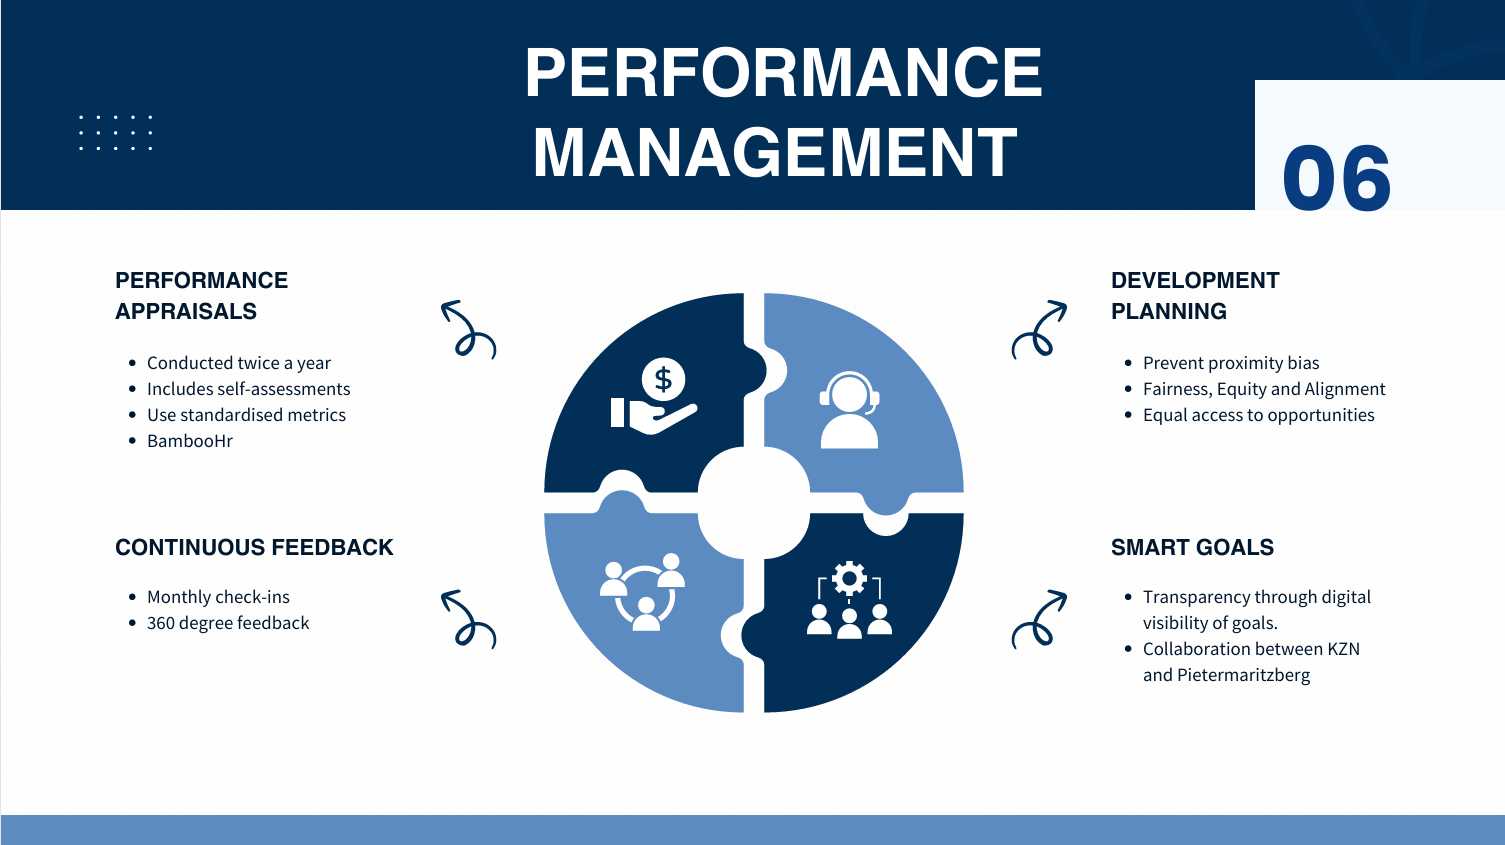 PERFORMANCE
MANAGEMENT
06
PERFORMANCE
APPRAISALS
• Conducted twice a year
• Includes self-assessments
• Use standardised metrics
• BambooHr
CONTINUOUS FEEDBACK
• Monthly check-ins
• 360 degree feedback
$
DEVELOPMENT
PLANNING
• Prevent proximity bias
• Fairness, Equity and Alignment
• Equal access to opportunities
SMART GOALS
• Transparency through digital
visibility of goals.
• Collaboration between KZN
and Pietermaritzberg